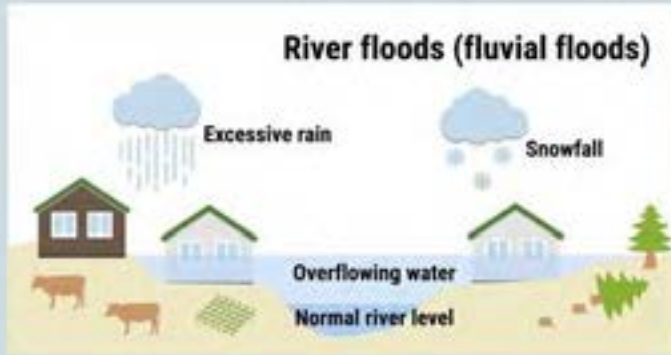 River floods (fluvial floods)
Excessive rain
Snowfall
Overflowing water
Normal river level